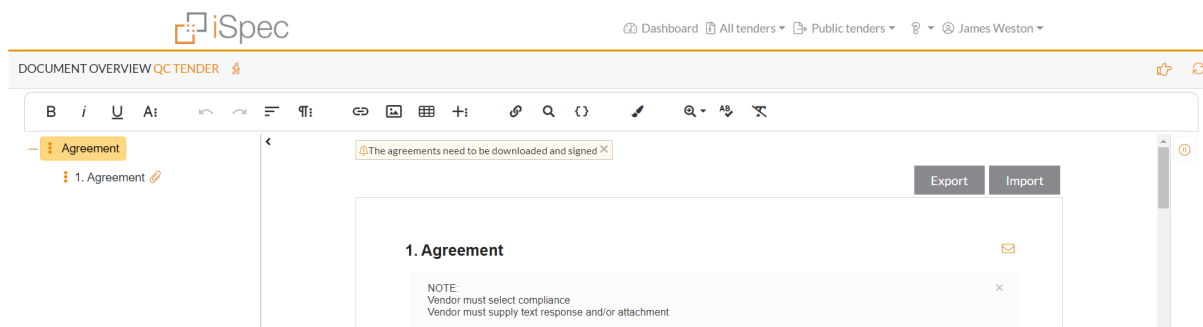 iSpec
Dashboard All tenders Public tenders James Weston
DOCUMENT OVERVIEW QC TENDER
B i U A
Agreement
1. Agreement
The agreements need to be downloaded and signed
Export Import
1. Agreement
NOTE:
Vendor must select compliance
Vendor must supply text response and/or attachment